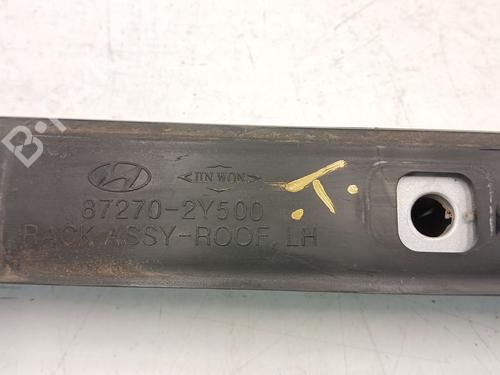 JIN WON
87270-2Y500
RACK ASSY-ROOF, LH